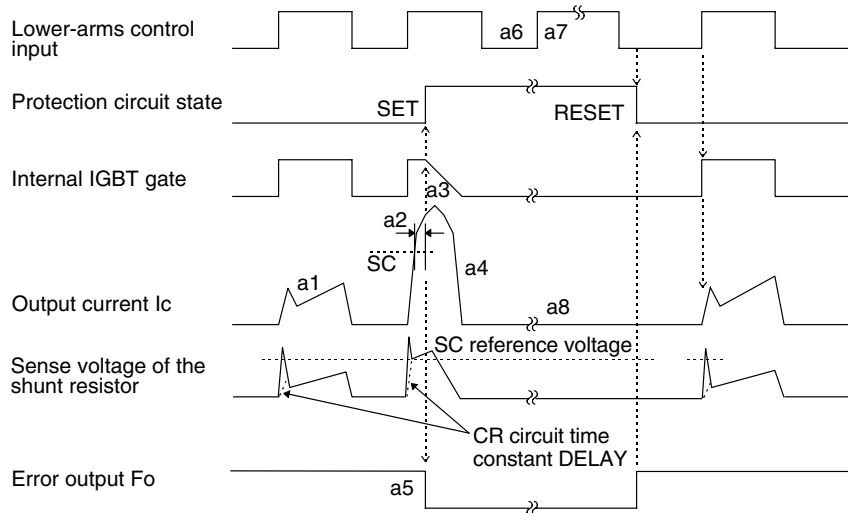 Lower-arms control
input
a6
a7
Protection circuit state
SET
RESET
Internal IGBT gate
a3
a2
SC
a4
a1
Output current Ic
a8
SC reference voltage
Sense voltage of the
shunt resistor
CR circuit time
constant DELAY
Error output Fo
a5